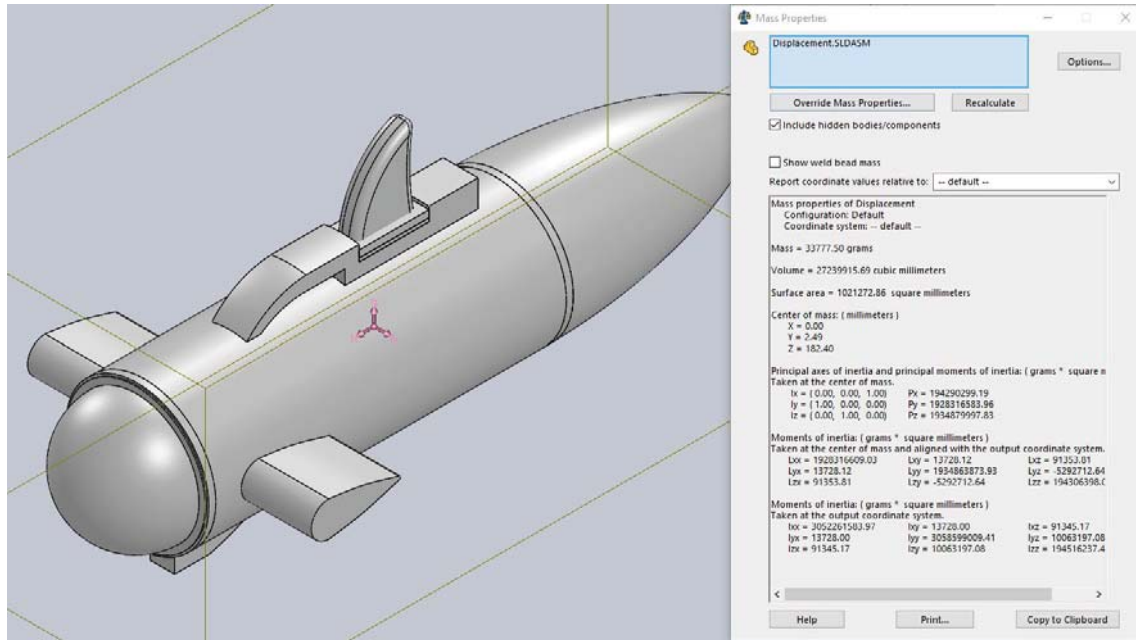 Mass Properties
Displacement.SLDASM
Options...
Override Mass Properties...
Recalculate
Include hidden bodies/components
Show weld bead mass
Report coordinate values relative to: -- default --
Mass properties of Displacement
Configuration: Default
Coordinate system: -- default --
Mass = 33777.50 grams
Volume = 27239915.69 cubic millimeters
Surface area = 1021272.86 square millimeters
Center of mass: ( millimeters )
X = 0.00
Y = 2.49
Z = 182.40
Principal axes of inertia and principal moments of inertia: ( grams * square m
Taken at the center of mass.
Ix = ( 0.00, 0.00, 1.00) Px = 194290299.19
Iy = ( 1.00, 0.00, 0.00) Py = 1928316583.96
Iz = ( 0.00, 1.00, 0.00) Pz = 1934879997.83
Moments of inertia: ( grams * square millimeters )
Taken at the center of mass and aligned with the output coordinate system.
Lxx = 1928316609.03 Lxy = 13728.12 Lxz = 91353.81
Lyx = 13728.12 Lyy = 1934863873.93 Lyz = -5292712.64
Lzx = 91353.81 Lzy = -5292712.64 Lzz = 194306398.0
Moments of inertia: ( grams * square millimeters )
Taken at the output coordinate system.
Ixx = 3052261583.97 Ixy = 13728.00 Ixz = 91345.17
Iyx = 13728.00 Iyy = 3058599009.41 Iyz = 10063197.08
Izx = 91345.17 Izy = 10063197.08 Izz = 194516237.4
Help
Print...
Copy to Clipboard